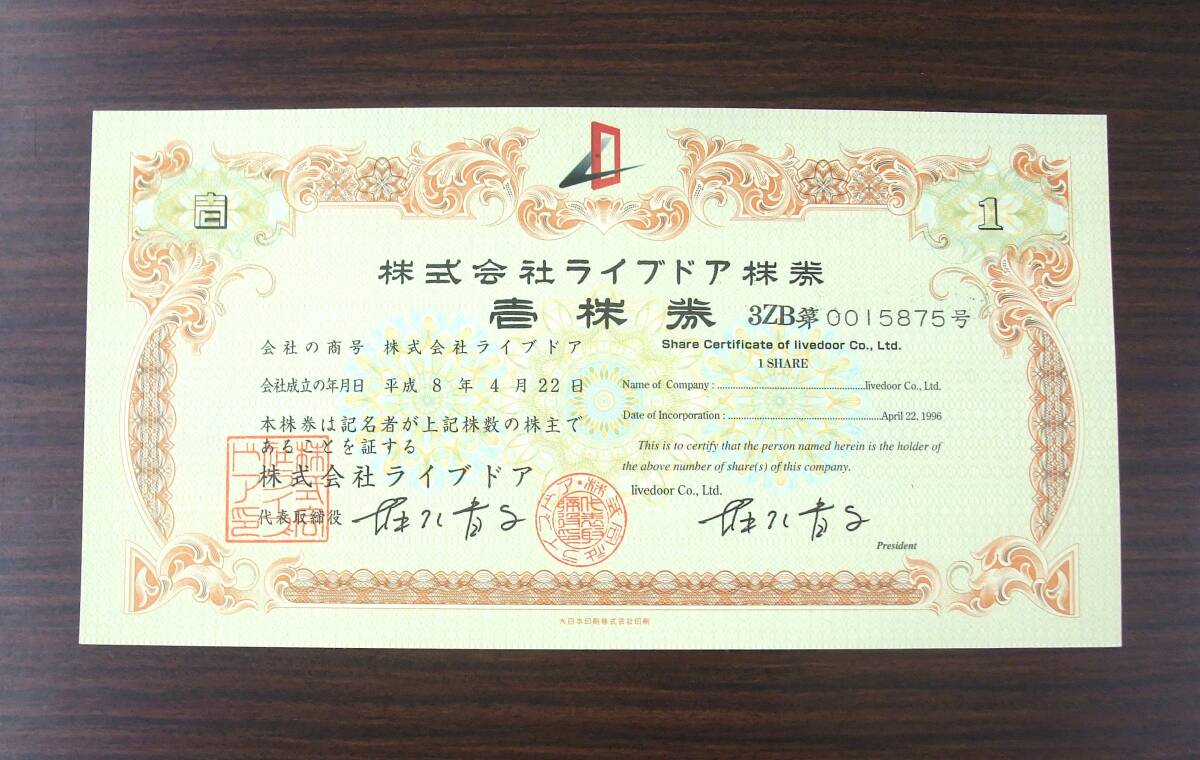 壱
1
株式会社ライブドア株券
壱株券 3ZB第0015875号
Share Certificate of livedoor Co., Ltd.
1 SHARE
会社の商号 株式会社ライブドア
会社成立の年月日 平成 8 年 4 月 22 日
本株券は記名者が上記株数の株主で
あることを証する
株式会社ライブドア
代表取締役 堀江貴文
Name of Company : livedoor Co., Ltd.
Date of Incorporation : April 22, 1996
This is to certify that the person named herein is the holder of
the above number of share(s) of this company.
livedoor Co., Ltd.
President
大日本印刷株式会社印刷